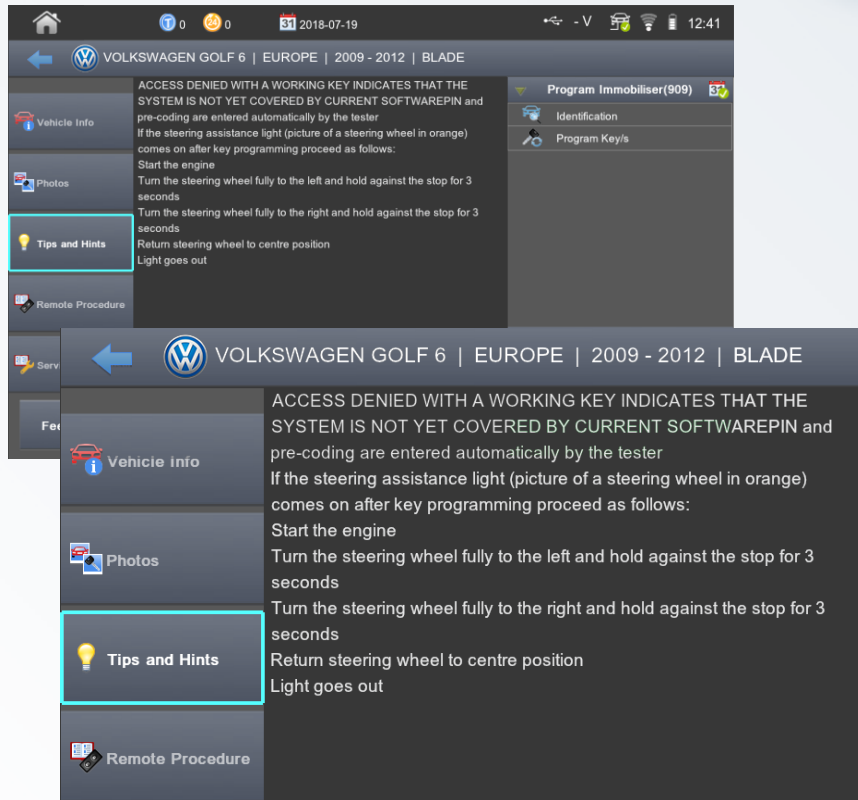 0
20
0
31 2018-07-19
- V
12:41
VOLKSWAGEN GOLF 6 | EUROPE | 2009 - 2012 | BLADE
Vehicle Info
Photos
Tips and Hints
Remote Procedure
Serv
Fee
ACCESS DENIED WITH A WORKING KEY INDICATES THAT THE
SYSTEM IS NOT YET COVERED BY CURRENT SOFTWAREPIN and
pre-coding are entered automatically by the tester
If the steering assistance light (picture of a steering wheel in orange)
comes on after key programming proceed as follows:
Start the engine
Turn the steering wheel fully to the left and hold against the stop for 3
seconds
Turn the steering wheel fully to the right and hold against the stop for 3
seconds
Return steering wheel to centre position
Light goes out
Program Immobiliser(909)
Identification
Program Key/s
VOLKSWAGEN GOLF 6 | EUROPE | 2009 - 2012 | BLADE
Vehicle Info
Photos
Tips and Hints
Remote Procedure
ACCESS DENIED WITH A WORKING KEY INDICATES THAT THE
SYSTEM IS NOT YET COVERED BY CURRENT SOFTWAREPIN and
pre-coding are entered automatically by the tester
If the steering assistance light (picture of a steering wheel in orange)
comes on after key programming proceed as follows:
Start the engine
Turn the steering wheel fully to the left and hold against the stop for 3
seconds
Turn the steering wheel fully to the right and hold against the stop for 3
seconds
Return steering wheel to centre position
Light goes out